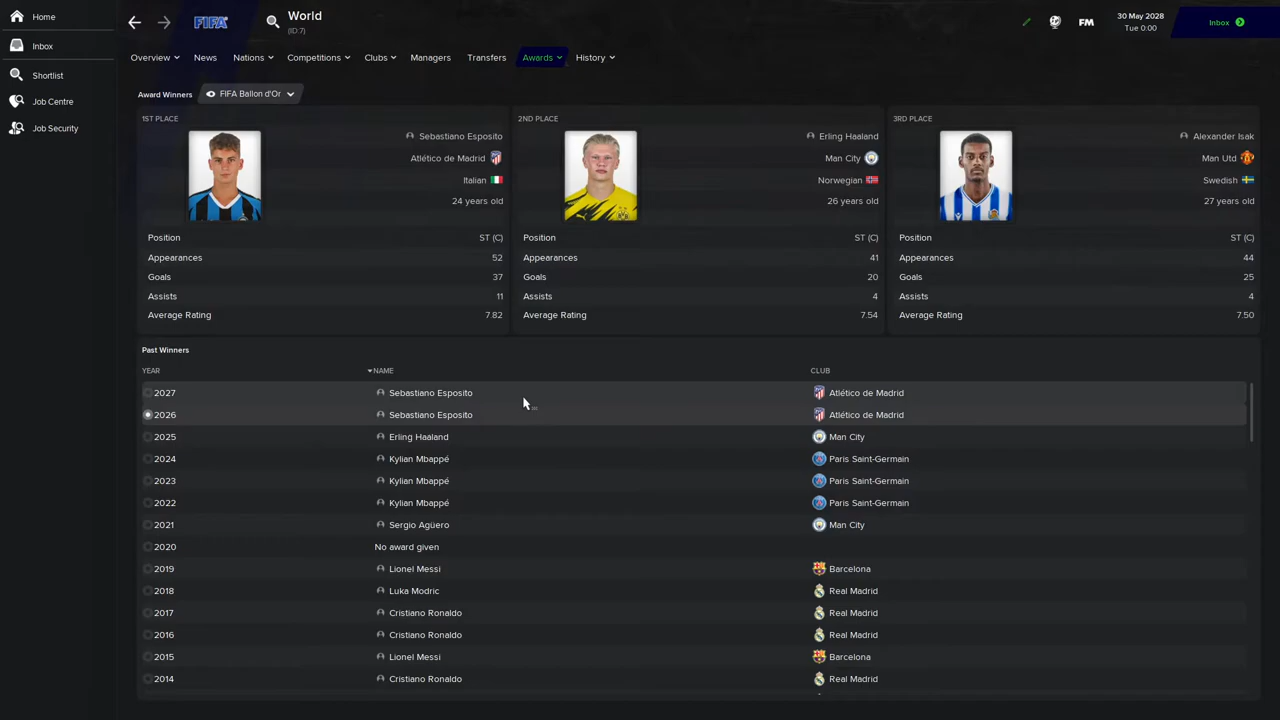 Home
Inbox
Shortlist
Job Centre
Job Security
FIFA
World
(ID:7)
FM
30 May 2028
Tue 0:00
Inbox
Overview News Nations Competitions Clubs Managers Transfers Awards History
Award Winners FIFA Ballon d'Or
1ST PLACE
Sebastiano Esposito
Atlético de Madrid
Italian
24 years old
Position ST (C)
Appearances 52
Goals 37
Assists 11
Average Rating 7.82
2ND PLACE
Erling Haaland
Man City
Norwegian
26 years old
Position ST (C)
Appearances 41
Goals 20
Assists 4
Average Rating 7.54
3RD PLACE
Alexander Isak
Man Utd
Swedish
27 years old
Position ST (C)
Appearances 44
Goals 25
Assists 4
Average Rating 7.50
Past Winners
YEAR NAME CLUB
2027 Sebastiano Esposito Atlético de Madrid
2026 Sebastiano Esposito Atlético de Madrid
2025 Erling Haaland Man City
2024 Kylian Mbappé Paris Saint-Germain
2023 Kylian Mbappé Paris Saint-Germain
2022 Kylian Mbappé Paris Saint-Germain
2021 Sergio Agüero Man City
2020 No award given
2019 Lionel Messi Barcelona
2018 Luka Modric Real Madrid
2017 Cristiano Ronaldo Real Madrid
2016 Cristiano Ronaldo Real Madrid
2015 Lionel Messi Barcelona
2014 Cristiano Ronaldo Real Madrid